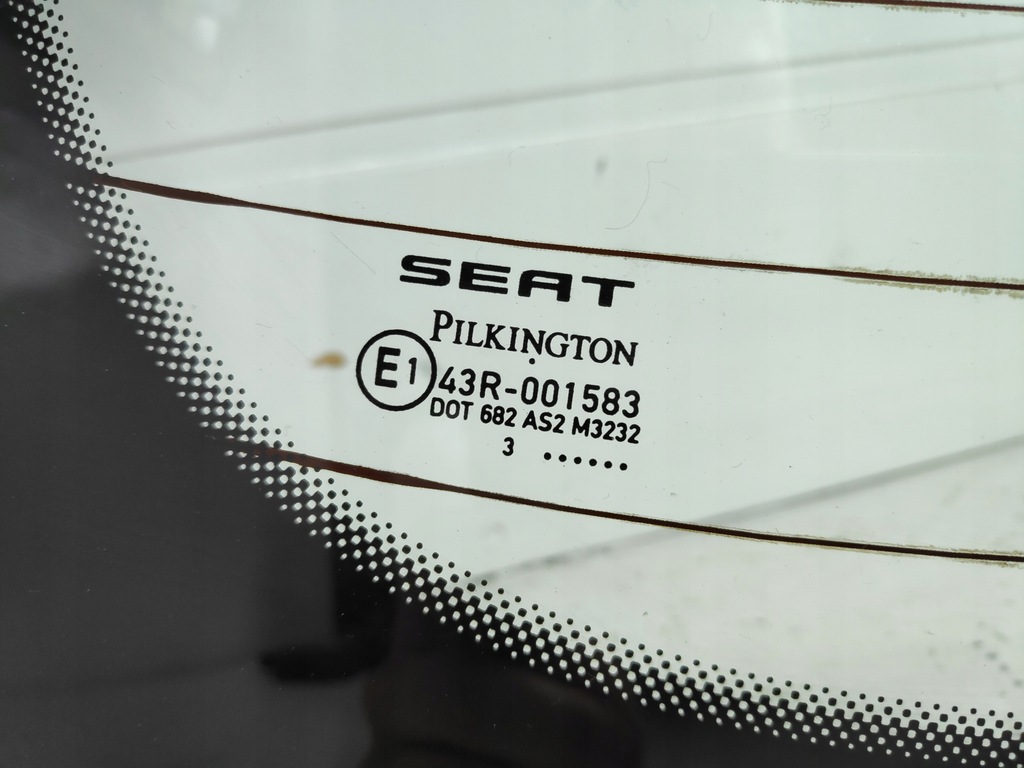 SEAT
PILKINGTON
E1 43R-001583
DOT 682 AS2 M3232
3 ······